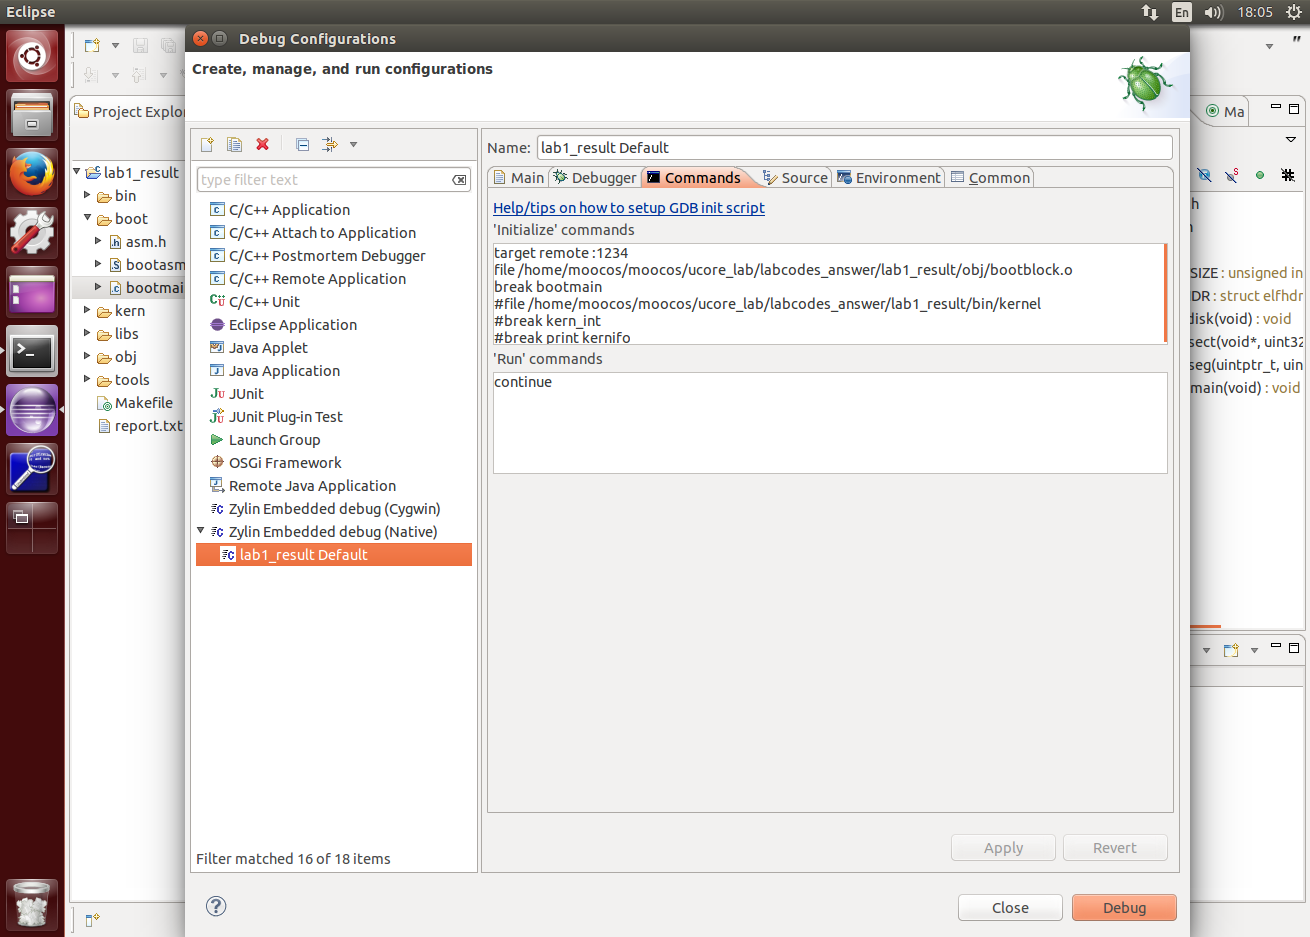 Eclipse
En
18:05
Debug Configurations
Create, manage, and run configurations
Project Explo
lab1_result
bin
boot
asm.h
bootasm
bootmai
kern
libs
obj
tools
Makefile
report.txt
type filter text
C/C++ Application
C/C++ Attach to Application
C/C++ Postmortem Debugger
C/C++ Remote Application
C/C++ Unit
Eclipse Application
Java Applet
Java Application
JUnit
JUnit Plug-in Test
Launch Group
OSGi Framework
Remote Java Application
Zylin Embedded debug (Cygwin)
Zylin Embedded debug (Native)
lab1_result Default
Filter matched 16 of 18 items
Name: lab1_result Default
Main Debugger Commands Source Environment Common
Help/tips on how to setup GDB init script
'Initialize' commands
target remote :1234
file /home/moocos/moocos/ucore_lab/labcodes_answer/lab1_result/obj/bootblock.o
break bootmain
#file /home/moocos/moocos/ucore_lab/labcodes_answer/lab1_result/bin/kernel
#break kern_int
#break print kernifo
'Run' commands
continue
Apply Revert
Close Debug
Ma
h
SIZE : unsigned in
DR : struct elfhdr
disk(void) : void
sect(void*, uint32
seg(uintptr_t, uin
main(void) : void